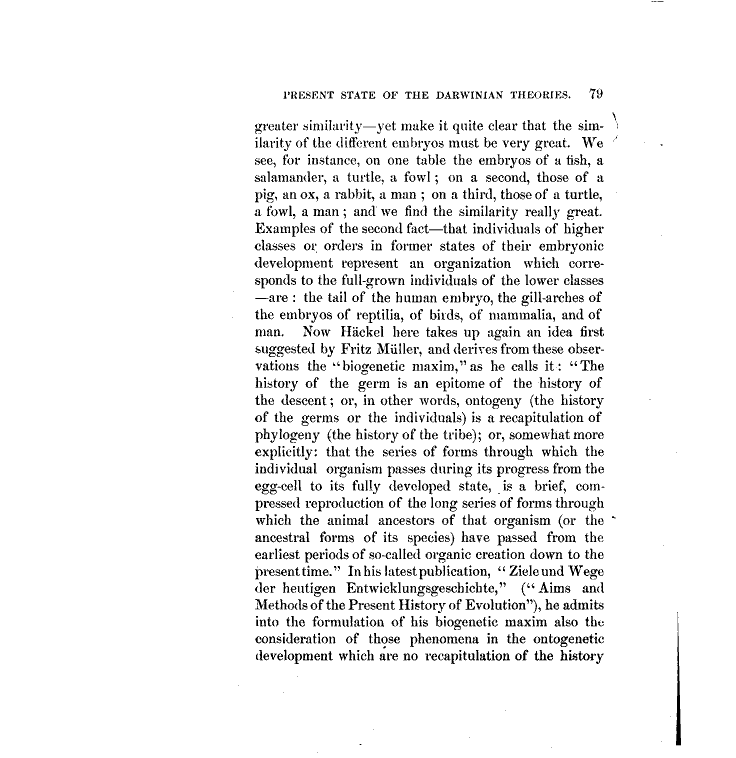 PRESENT STATE OF THE DARWINIAN THEORIES. 79
greater similarity—yet make it quite clear that the sim-
ilarity of the different embryos must be very great. We
see, for instance, on one table the embryos of a fish, a
salamander, a turtle, a fowl; on a second, those of a
pig, an ox, a rabbit, a man; on a third, those of a turtle,
a fowl, a man; and we find the similarity really great.
Examples of the second fact—that individuals of higher
classes or orders in former states of their embryonic
development represent an organization which corre-
sponds to the full-grown individuals of the lower classes
—are: the tail of the human embryo, the gill-arches of
the embryos of reptilia, of birds, of mammalia, and of
man. Now Häckel here takes up again an idea first
suggested by Fritz Müller, and derives from these obser-
vations the "biogenetic maxim," as he calls it: "The
history of the germ is an epitome of the history of
the descent; or, in other words, ontogeny (the history
of the germs or the individuals) is a recapitulation of
phylogeny (the history of the tribe); or, somewhat more
explicitly: that the series of forms through which the
individual organism passes during its progress from the
egg-cell to its fully developed state, is a brief, com-
pressed reproduction of the long series of forms through
which the animal ancestors of that organism (or the
ancestral forms of its species) have passed from the
earliest periods of so-called organic creation down to the
present time." In his latest publication, "Ziele und Wege
der heutigen Entwicklungsgeschichte," ("Aims and
Methods of the Present History of Evolution"), he admits
into the formulation of his biogenetic maxim also the
consideration of those phenomena in the ontogenetic
development which are no recapitulation of the history